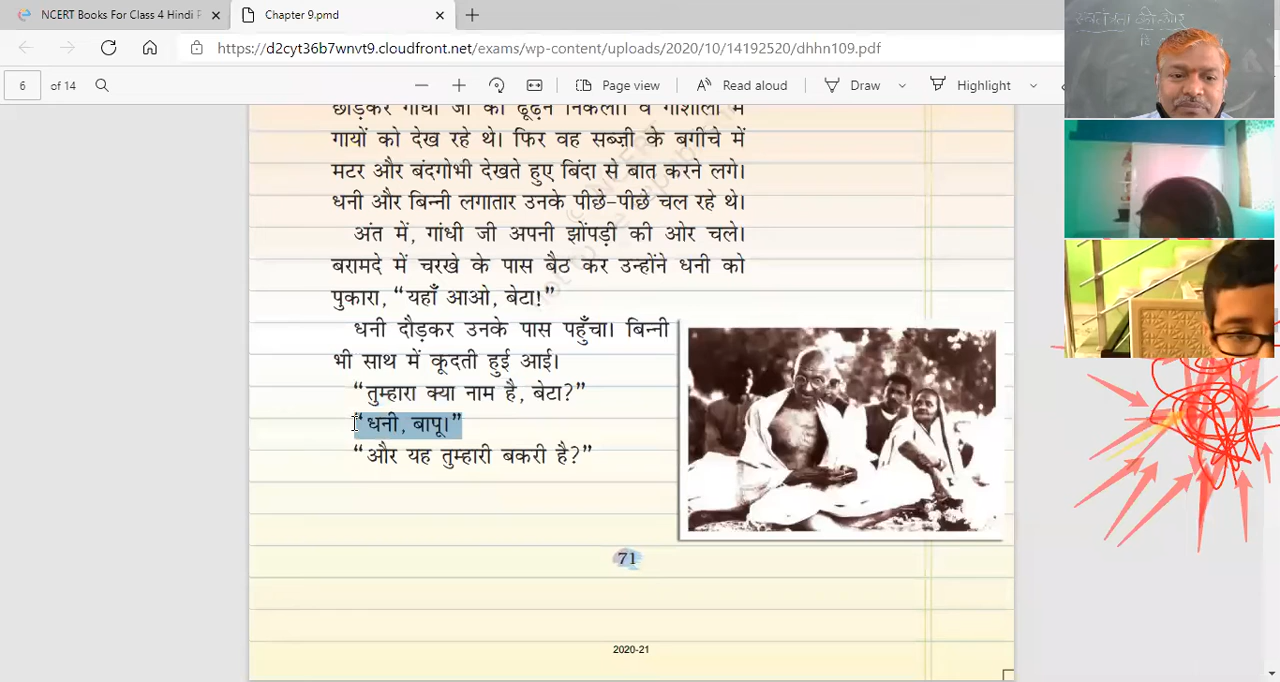 NCERT Books For Class 4 Hindi
Chapter 9.pmd
https://d2cyt36b7wnvt9.cloudfront.net/exams/wp-content/uploads/2020/10/14192520/dhhn109.pdf
6 of 14
Page view
Read aloud
Draw
Highlight
छोड़कर गांधी जी को ढूँढ़ने निकला। वे गौशाला में
गायों को देख रहे थे। फिर वह सब्ज़ी के बगीचे में
मटर और बंदगोभी देखते हुए बिंदा से बात करने लगे।
धनी और बिन्नी लगातार उनके पीछे-पीछे चल रहे थे।
अंत में, गांधी जी अपनी झोंपड़ी की ओर चले।
बरामदे में चरखे के पास बैठ कर उन्होंने धनी को
पुकारा, “यहाँ आओ, बेटा!”
धनी दौड़कर उनके पास पहुँचा। बिन्नी
भी साथ में कूदती हुई आई।
“तुम्हारा क्या नाम है, बेटा?”
“धनी, बापू।”
“और यह तुम्हारी बकरी है?”
71
2020-21